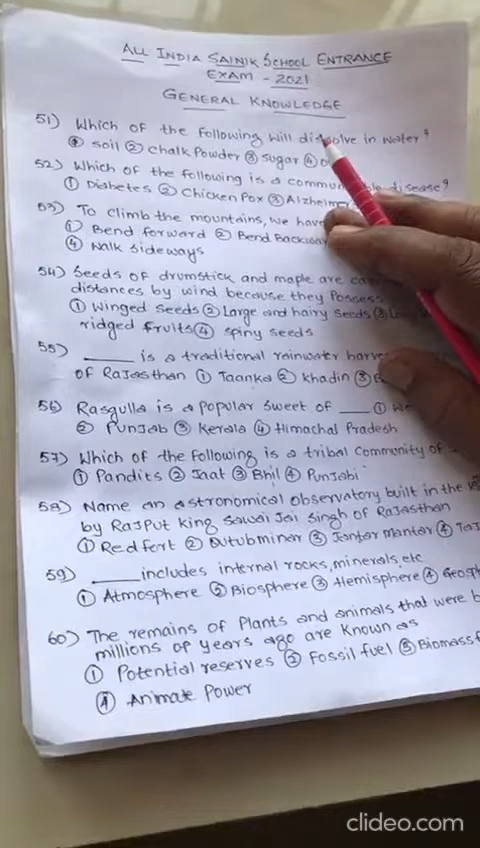 ALL INDIA SAINIK SCHOOL ENTRANCE
EXAM - 2021
GENERAL KNOWLEDGE
51) Which of the following will dissolve in water?
① Soil ② Chalk Powder ③ Sugar ④
52) Which of the following is a communicable disease?
① Diabetes ② Chicken Pox ③ Alzheimer
53) To climb the mountains, we have
① Bend forward ② Bend Backward
④ Walk sideways
54) Seeds of drumstick and maple are
distances by wind because they Possess
① Winged seeds ② Large and hairy seeds ③
ridged fruits ④ spiny seeds
55) ____ is a traditional rainwater
of Rajasthan ① Taanka ② Khadin ③
56) Rasgulla is a Popular sweet of ___ ①
② Punjab ③ Kerala ④ Himachal Pradesh
57) Which of the following is a tribal community of
① Pandits ② Jaat ③ Bhil ④ Punjabi
58) Name an astronomical observatory built in the
by Rajput king Sawai Jai Singh of Rajasthan
① Red fort ② Qutubminar ③ Jantar Mantar ④
59) ____ includes internal rocks, minerals, etc
① Atmosphere ② Biosphere ③ Hemisphere ④
60) The remains of Plants and animals that were
millions of years ago are known as
① Potential reserves ② Fossil fuel ③ Biomass
④ Animate Power
clideo.com